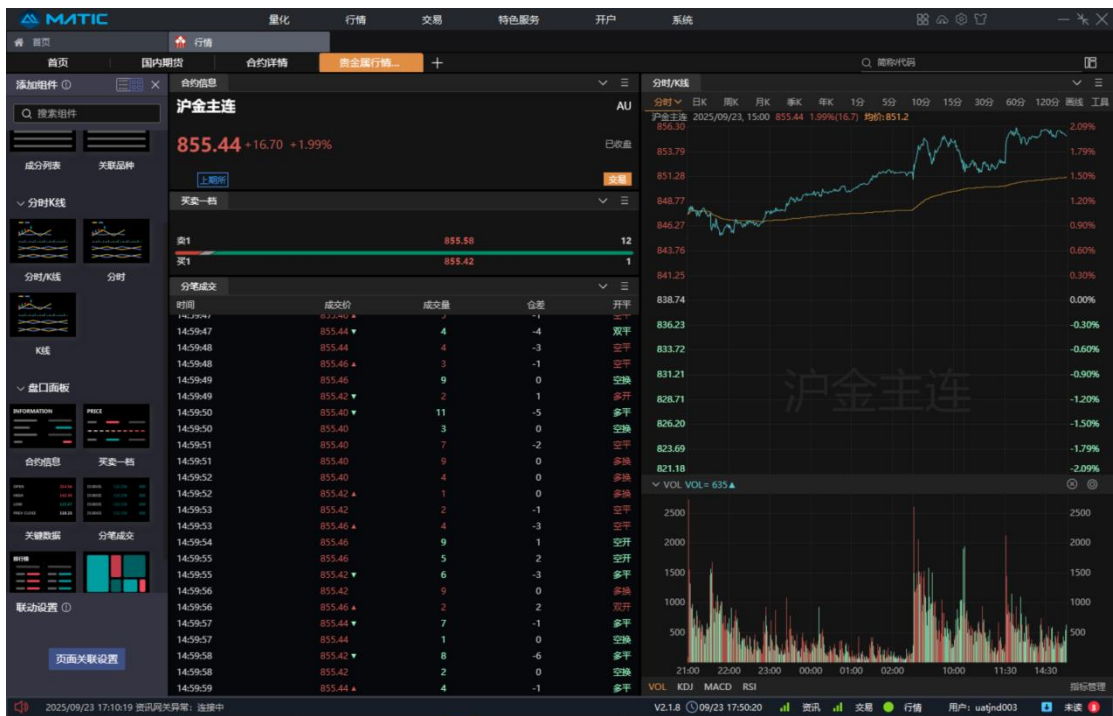 MATIC 量化 行情 交易 特色服务 开户 系统
首页 行情
首页 国内期货 合约详情 贵金属行情... + 简称/代码
添加组件
搜索组件
成分列表 关联品种
分时K线
分时/K线 分时
K线
盘口面板
INFORMATION PRICE
合约信息 买卖一档
关键数据 分笔成交
联动设置
页面关联设置
合约信息
沪金主连 AU
855.44 +16.70 +1.99% 已收盘
上期所 交易
买卖一档
卖1 855.58 12
买1 855.42 1
分笔成交
时间 成交价 成交量 仓差 开平
14:59:47 855.44▼ 4 -4 双平
14:59:48 855.44 4 -3 空平
14:59:48 855.46▲ 3 -1 空平
14:59:49 855.46 9 0 空换
14:59:49 855.42▼ 2 1 多开
14:59:50 855.40▼ 11 -5 多平
14:59:50 855.40 3 0 空换
14:59:51 855.40 7 -2 空平
14:59:51 855.40 9 0 多换
14:59:52 855.40 4 0 多换
14:59:52 855.42▲ 1 0 多换
14:59:53 855.42 2 -1 空平
14:59:53 855.46▲ 4 -3 空平
14:59:54 855.46 9 1 空开
14:59:55 855.46 5 2 空开
14:59:55 855.42▼ 6 -3 多平
14:59:56 855.42 9 0 多换
14:59:56 855.46▲ 2 2 双开
14:59:57 855.44▼ 7 -1 多平
14:59:57 855.44 1 0 空换
14:59:58 855.42▼ 8 -6 多平
14:59:58 855.42 2 0 空换
14:59:59 855.44▲ 4 -1 多平
分时/K线
分时 日K 周K 月K 季K 年K 1分 5分 10分 15分 30分 60分 120分 画线 工具
沪金主连 2025/09/23, 15:00 855.44 1.99%(16.7) 均价:851.2
856.30 2.09%
853.79 1.79%
851.28 1.50%
848.77 1.20%
846.27 0.90%
843.76 0.60%
841.25 0.30%
838.74 0.00%
836.23 -0.30%
833.72 -0.60%
831.21 -0.90%
828.71 -1.20%
826.20 -1.50%
823.69 -1.79%
821.18 -2.09%
沪金主连
VOL VOL= 635▲
2500 2500
2000 2000
1500 1500
1000 1000
500 500
21:00 22:00 23:00 00:00 01:00 02:00 10:00 11:30 14:30
VOL KDJ MACD RSI 指标管理
2025/09/23 17:10:19 资讯网关异常：连接中 V2.1.8 09/23 17:50:20 资讯 交易 行情 用户: uatjnd003 未读